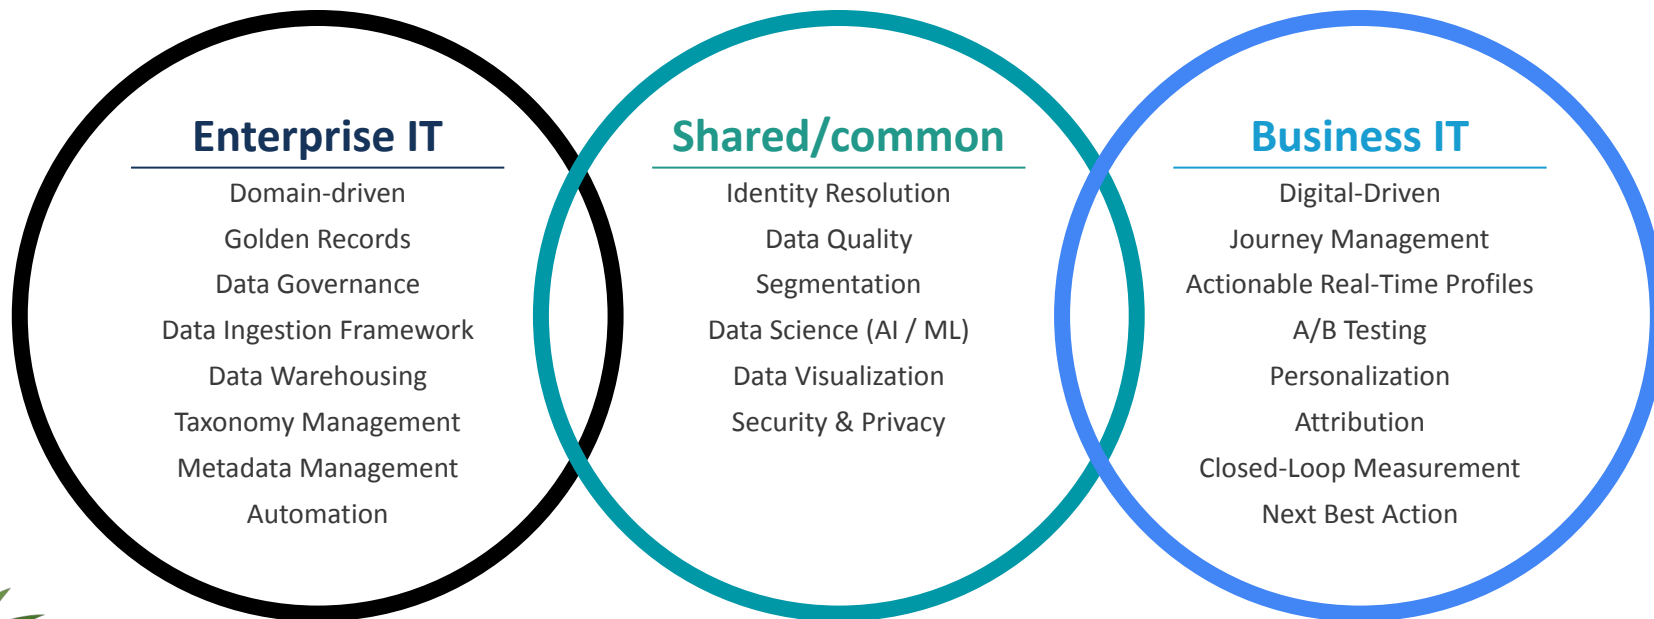 Enterprise IT
Domain-driven
Golden Records
Data Governance
Data Ingestion Framework
Data Warehousing
Taxonomy Management
Metadata Management
Automation
Shared/common
Identity Resolution
Data Quality
Segmentation
Data Science (AI / ML)
Data Visualization
Security & Privacy
Business IT
Digital-Driven
Journey Management
Actionable Real-Time Profiles
A/B Testing
Personalization
Attribution
Closed-Loop Measurement
Next Best Action